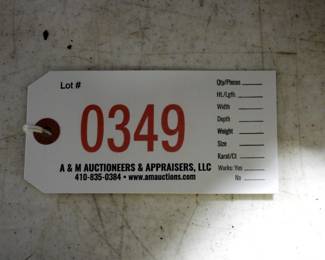 Lot #
0349
A & M AUCTIONEERS & APPRAISERS, LLC
410-835-0384 • www.amauctions.com
Qty/Pieces
Ht./Lgth
Width
Depth
Weight
Size
Karat/Ct
Works: Yes
No